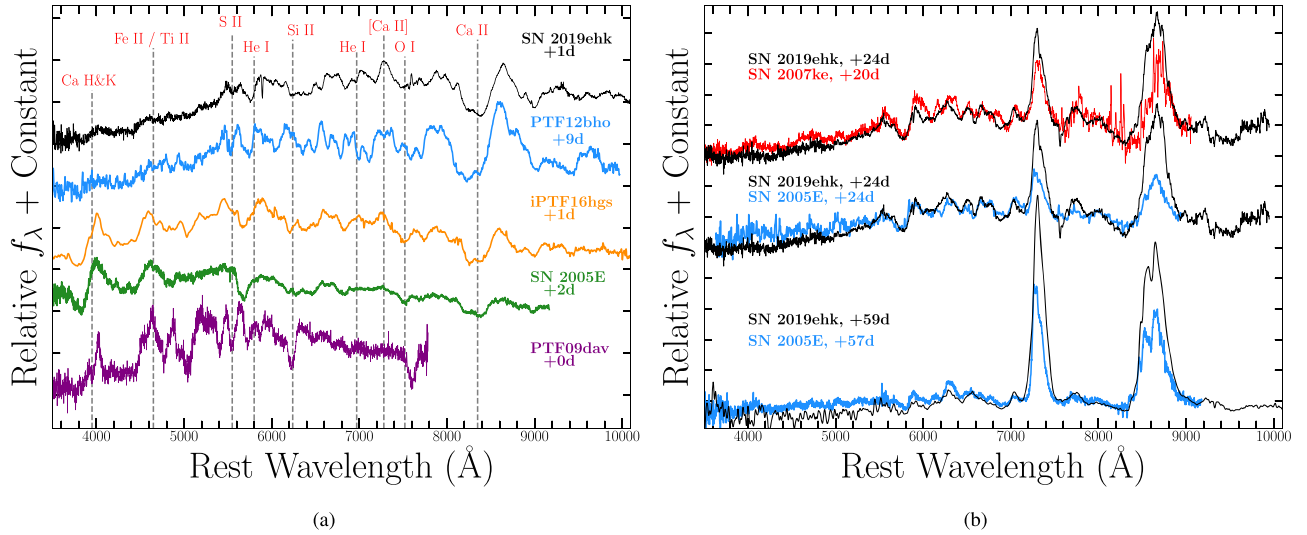 Relative fλ + Constant
Ca H&K
Fe II / Ti II
S II
He I
Si II
He I
[Ca II]
O I
Ca II
SN 2019ehk
+1d
PTF12bho
+9d
iPTF16hgs
+1d
SN 2005E
+2d
PTF09dav
+0d
4000 5000 6000 7000 8000 9000 10000
Rest Wavelength (Å)
(a)
Relative fλ + Constant
SN 2019ehk, +24d
SN 2007ke, +20d
SN 2019ehk, +24d
SN 2005E, +24d
SN 2019ehk, +59d
SN 2005E, +57d
4000 5000 6000 7000 8000 9000 10000
Rest Wavelength (Å)
(b)